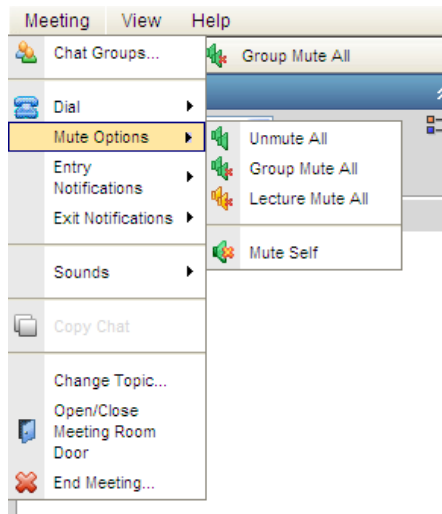 Meeting View Help
Chat Groups...
Group Mute All
Dial
Mute Options
Unmute All
Entry
Notifications
Group Mute All
Lecture Mute All
Exit Notifications
Mute Self
Sounds
Copy Chat
Change Topic...
Open/Close
Meeting Room
Door
End Meeting...